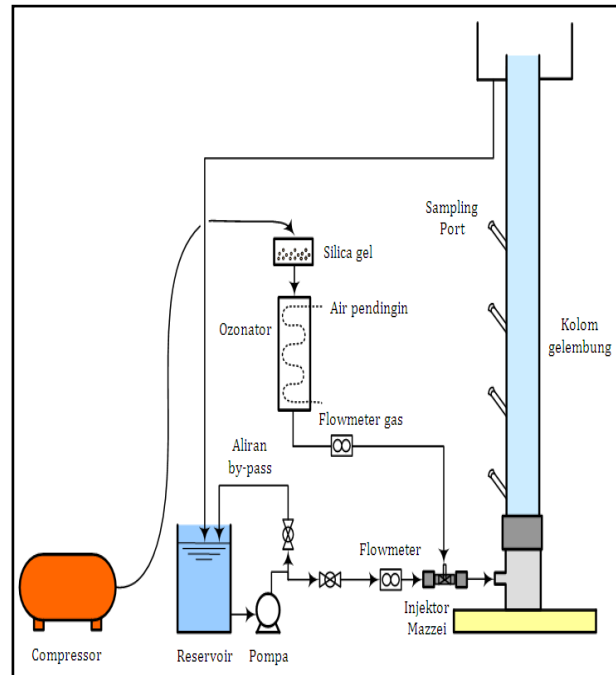 Sampling
Port
Silica gel
Air pendingin
Ozonator
Kolom
gelembung
Flowmeter gas
Aliran
by-pass
Flowmeter
Injektor
Mazzei
Compressor
Reservoir
Pompa